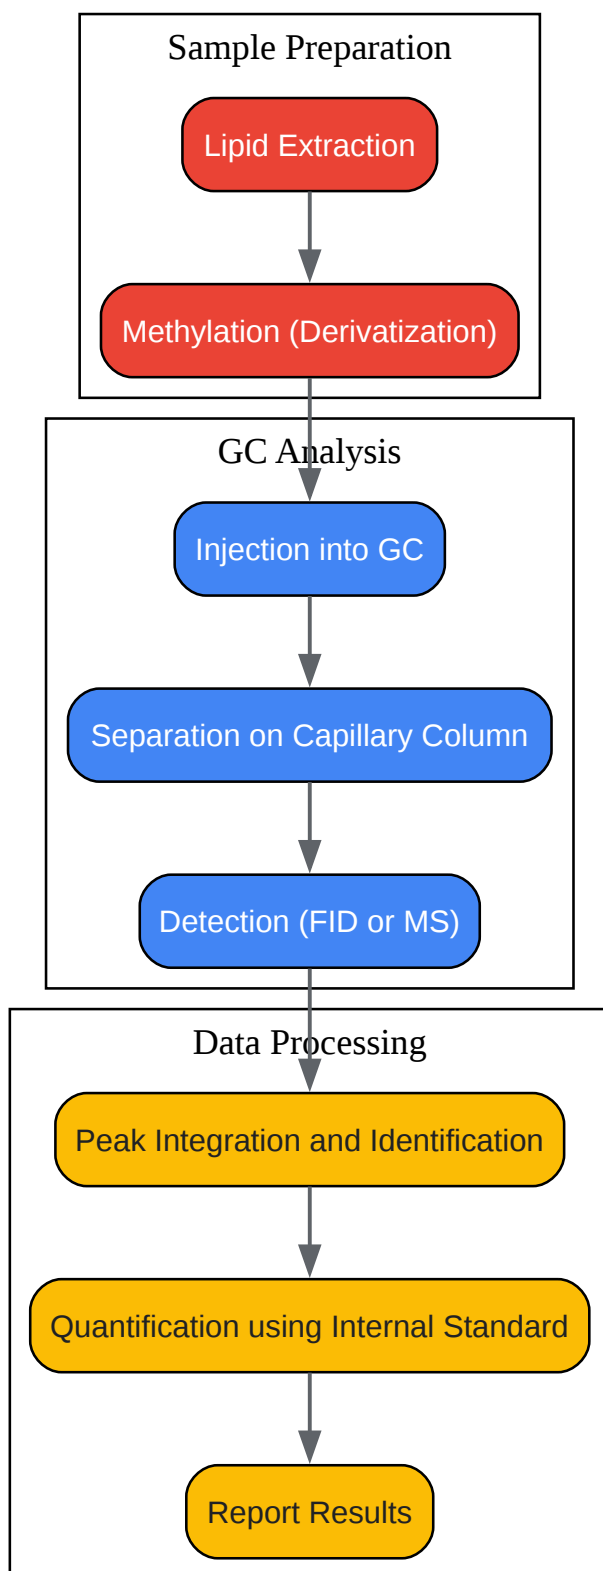 Sample Preparation
Lipid Extraction
Methylation (Derivatization)
GC Analysis
Injection into GC
Separation on Capillary Column
Detection (FID or MS)
Data Processing
Peak Integration and Identification
Quantification using Internal Standard
Report Results